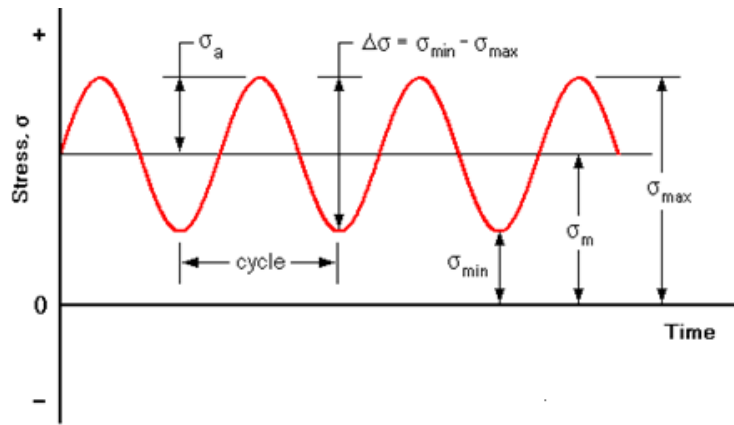 +
σa
Δσ = σmin - σmax
Stress, σ
σmax
σm
cycle
σmin
0
Time
–